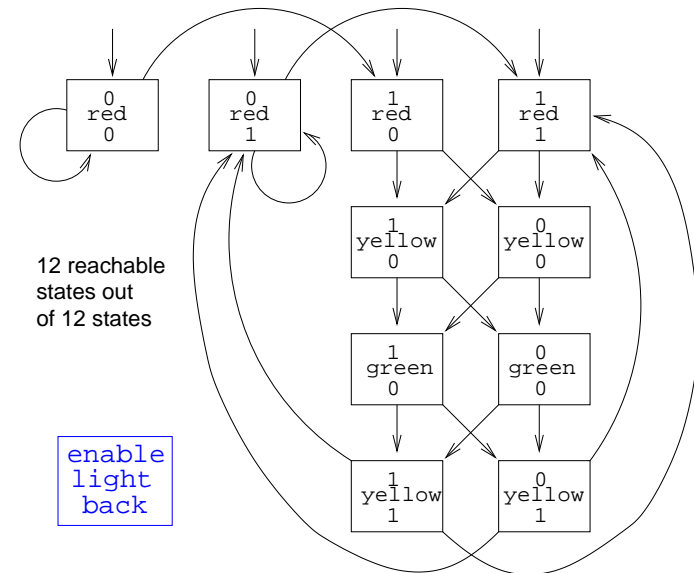 0
red
0
0
red
1
1
red
0
1
red
1
1
yellow
0
0
yellow
0
12 reachable
states out
of 12 states
1
green
0
0
green
0
enable
light
back
1
yellow
1
0
yellow
1